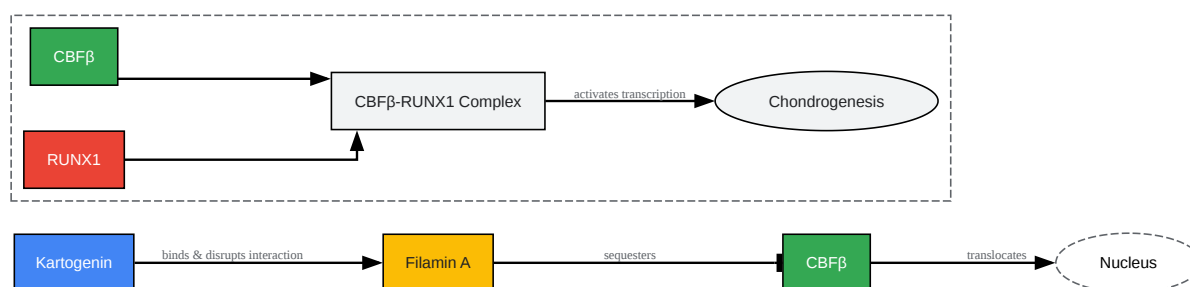 CBFβ
CBFβ-RUNX1 Complex
activates transcription
Chondrogenesis
RUNX1
Kartogenin
binds & disrupts interaction
Filamin A
sequesters
CBFβ
translocates
Nucleus